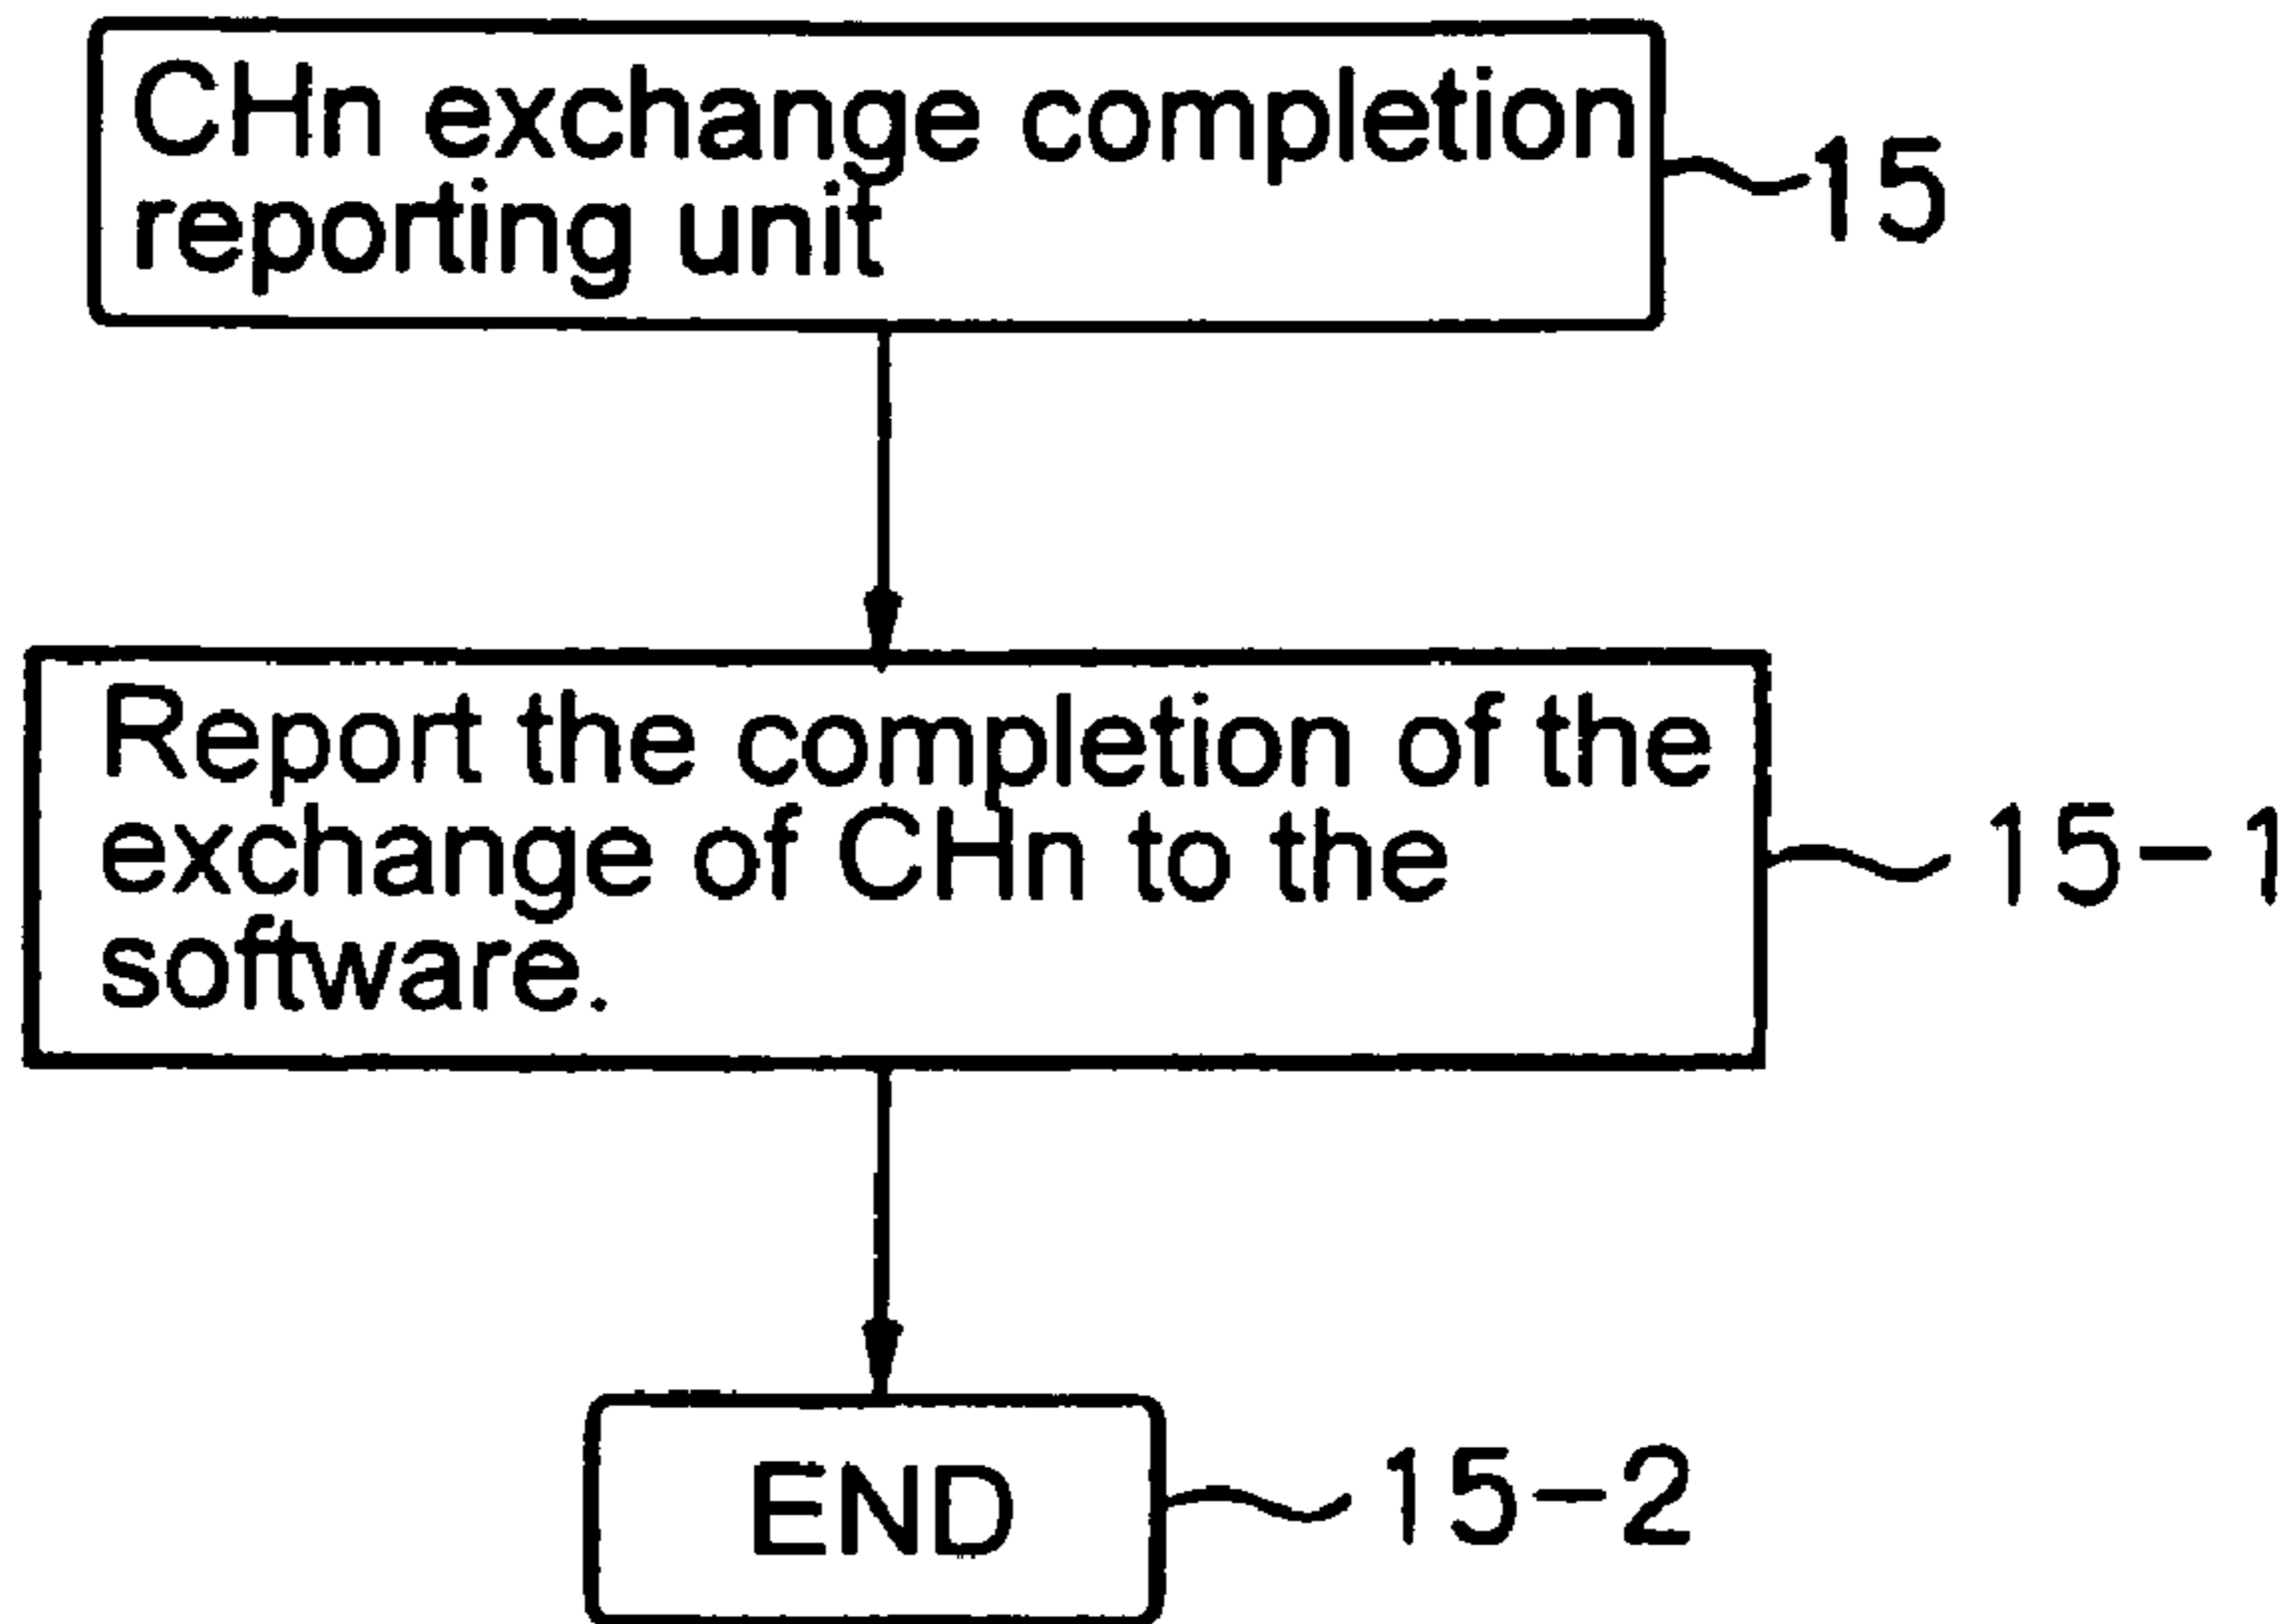 CHn exchange completion
reporting unit
15
Report the completion of the
exchange of CHn to the
software.
15-1
END
15-2